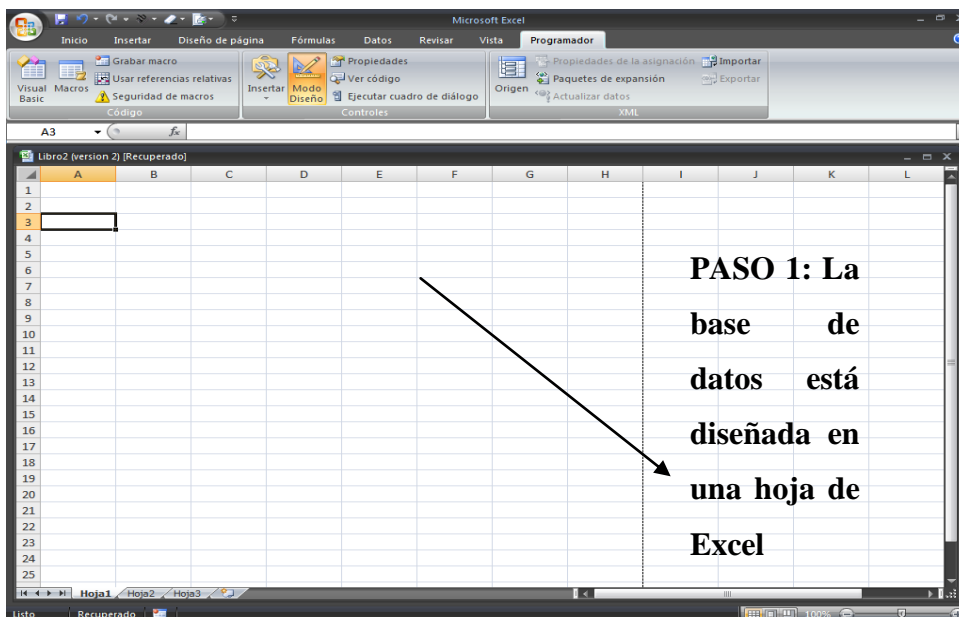 Microsoft Excel
Inicio Insertar Diseño de página Fórmulas Datos Revisar Vista Programador
Visual Basic
Macros
Grabar macro
Usar referencias relativas
Seguridad de macros
Código
Insertar
Modo Diseño
Propiedades
Ver código
Ejecutar cuadro de diálogo
Controles
Origen
Propiedades de la asignación
Paquetes de expansión
Actualizar datos
Importar
Exportar
XML
A3 fx
Libro2 (version 2) [Recuperado]
A B C D E F G H I J K L
1
2
3
4
5
6
7
8
9
10
11
12
13
14
15
16
17
18
19
20
21
22
23
24
25
PASO 1: La
base de
datos está
diseñada en
una hoja de
Excel
Hoja1 Hoja2 Hoja3
Listo Recuperado 100%